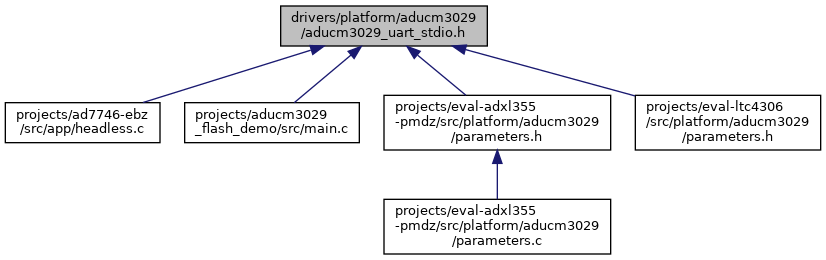 drivers/platform/aducm3029
/aducm3029_uart_stdio.h
projects/ad7746-ebz
/src/app/headless.c
projects/aducm3029
_flash_demo/src/main.c
projects/eval-adxl355
-pmdz/src/platform/aducm3029
/parameters.h
projects/eval-ltc4306
/src/platform/aducm3029
/parameters.h
projects/eval-adxl355
-pmdz/src/platform/aducm3029
/parameters.c